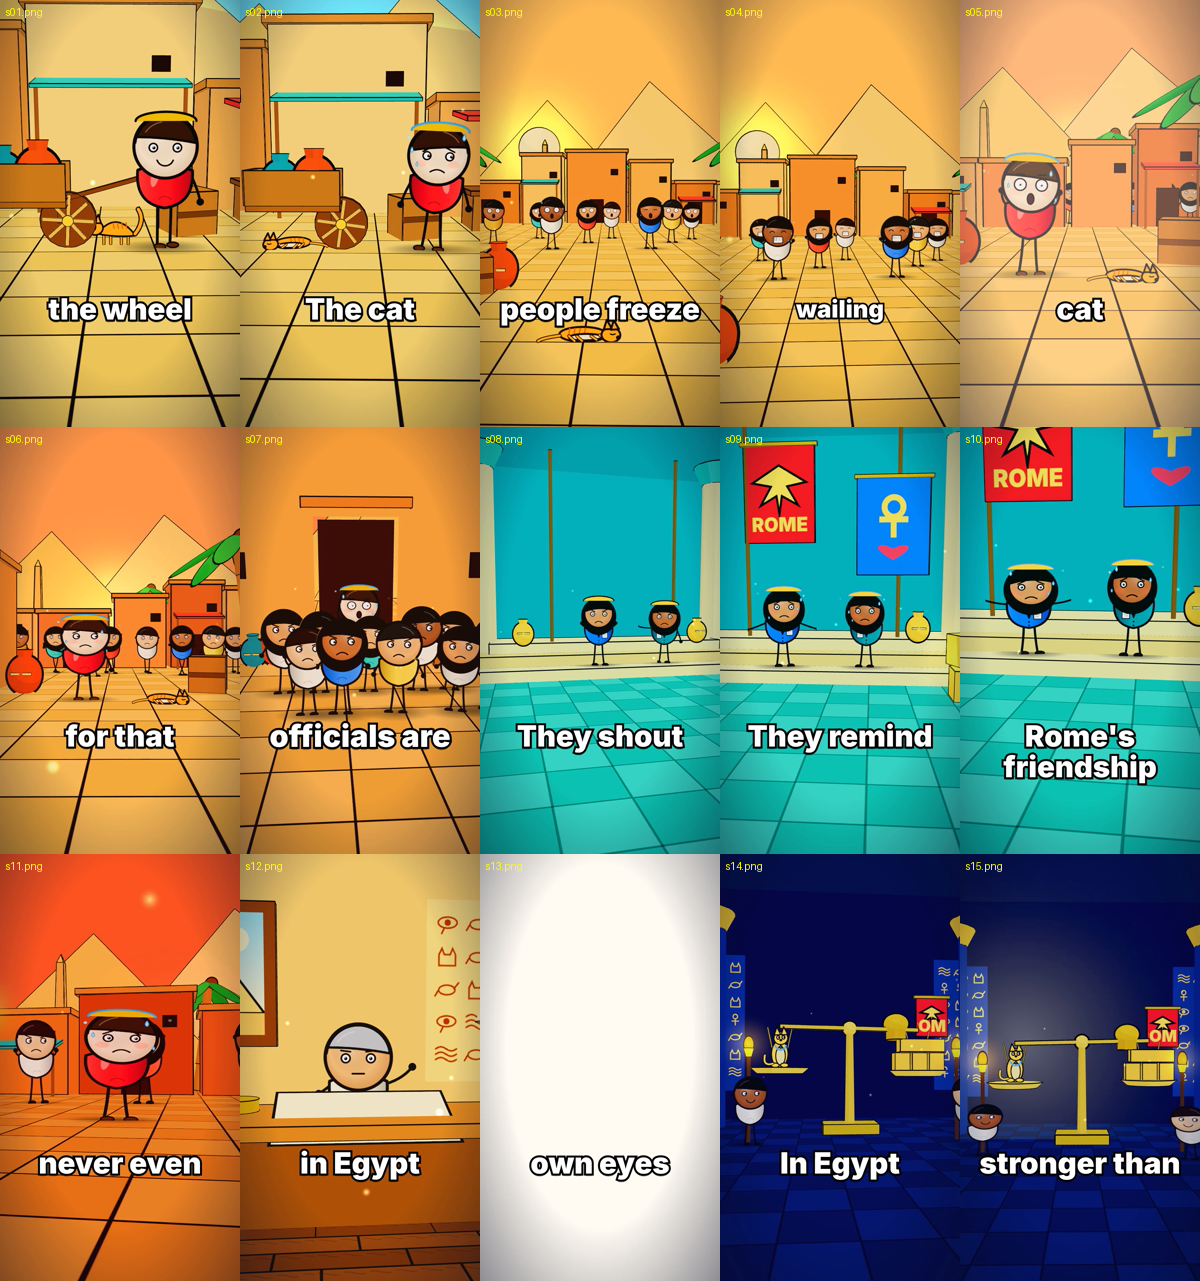 s01.png
the wheel
s02.png
The cat
s03.png
people freeze
s04.png
wailing
s05.png
cat
s06.png
for that
s07.png
officials are
s08.png
They shout
s09.png
ROME
They remind
s10.png
ROME
Rome's
friendship
s11.png
never even
s12.png
in Egypt
s13.png
own eyes
s14.png
OM
In Egypt
s15.png
OM
stronger than